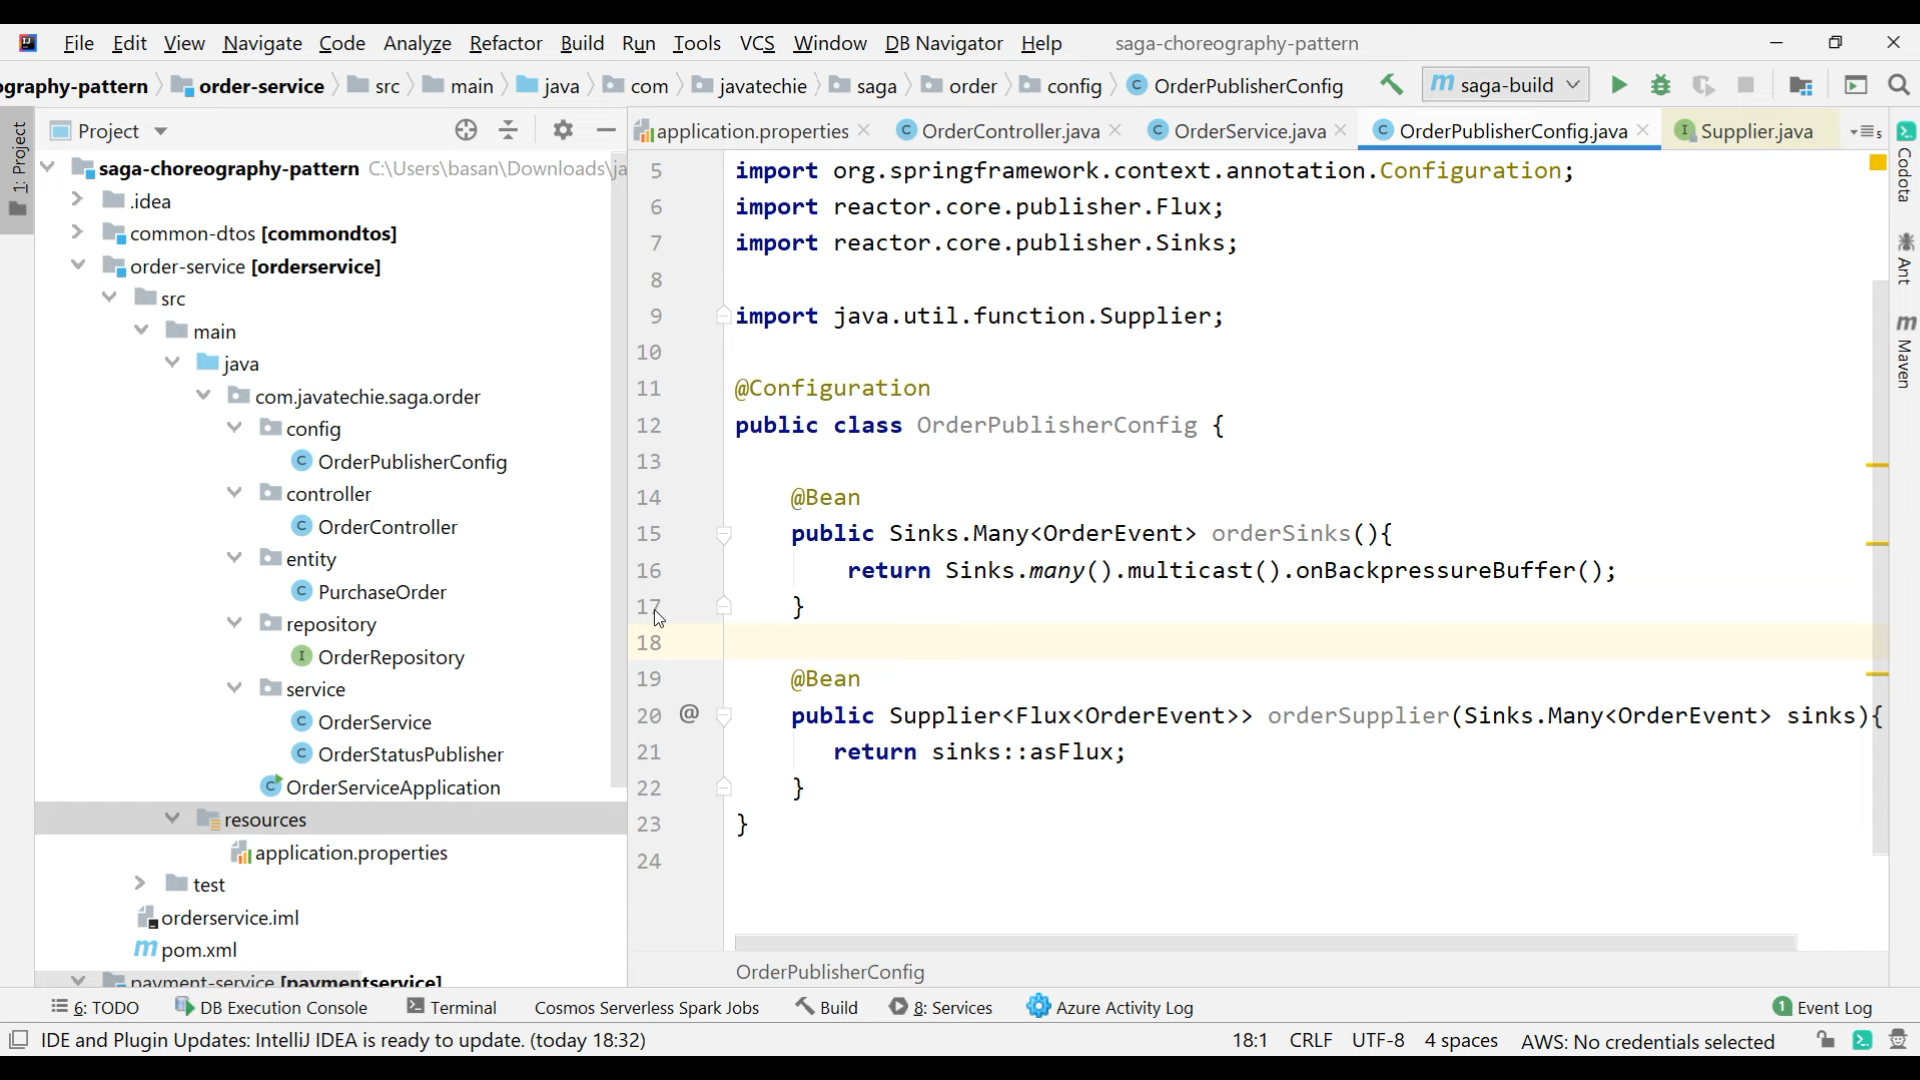 File Edit View Navigate Code Analyze Refactor Build Run Tools VCS Window DB Navigator Help saga-choreography-pattern
ography-pattern order-service src main java com javatechie saga order config OrderPublisherConfig saga-build
1: Project
Project
application.properties OrderController.java OrderService.java OrderPublisherConfig.java Supplier.java
saga-choreography-pattern C:\Users\basan\Downloads\ja
.idea
common-dtos [commondtos]
order-service [orderservice]
src
main
java
com.javatechie.saga.order
config
OrderPublisherConfig
controller
OrderController
entity
PurchaseOrder
repository
OrderRepository
service
OrderService
OrderStatusPublisher
OrderServiceApplication
resources
application.properties
test
orderservice.iml
pom.xml
payment-service [paymentservice]
5 import org.springframework.context.annotation.Configuration;
6 import reactor.core.publisher.Flux;
7 import reactor.core.publisher.Sinks;
8
9 import java.util.function.Supplier;
10
11 @Configuration
12 public class OrderPublisherConfig {
13
14 @Bean
15 public Sinks.Many<OrderEvent> orderSinks(){
16 return Sinks.many().multicast().onBackpressureBuffer();
17 }
18
19 @Bean
20 @ public Supplier<Flux<OrderEvent>> orderSupplier(Sinks.Many<OrderEvent> sinks){
21 return sinks::asFlux;
22 }
23 }
24
OrderPublisherConfig
Codota
Ant
Maven
6: TODO DB Execution Console Terminal Cosmos Serverless Spark Jobs Build 8: Services Azure Activity Log 1 Event Log
IDE and Plugin Updates: IntelliJ IDEA is ready to update. (today 18:32) 18:1 CRLF UTF-8 4 spaces AWS: No credentials selected